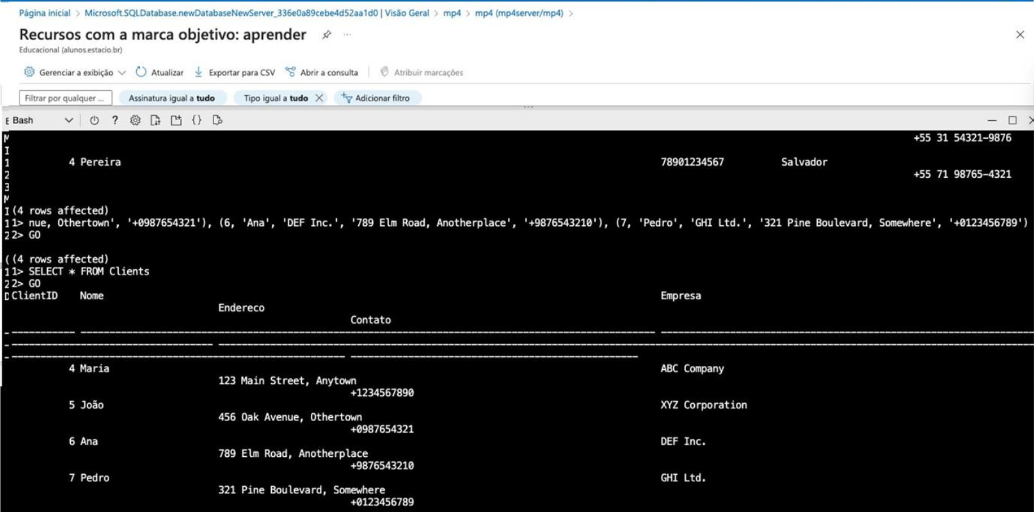 Página inicial > Microsoft.SQLDatabase.newDatabaseNewServer_336e0a89cebe4d52aa1d0 | Visão Geral > mp4 > mp4 (mp4server/mp4) >
Recursos com a marca objetivo: aprender
Educacional (alunos.estacio.br)
Gerenciar a exibição Atualizar Exportar para CSV Abrir a consulta Atribuir marcações
Filtrar por qualquer ... Assinatura igual a tudo Tipo igual a tudo Adicionar filtro
Bash
+55 31 54321-9876
4 Pereira 78901234567 Salvador
+55 71 98765-4321
(4 rows affected)
1> nue, Othertown', '+0987654321'), (6, 'Ana', 'DEF Inc.', '789 Elm Road, Anotherplace', '+9876543210'), (7, 'Pedro', 'GHI Ltd.', '321 Pine Boulevard, Somewhere', '+0123456789')
2> GO
(4 rows affected)
1> SELECT * FROM Clients
2> GO
ClientID Nome Empresa
Endereco
Contato
4 Maria ABC Company
123 Main Street, Anytown
+1234567890
5 João XYZ Corporation
456 Oak Avenue, Othertown
+0987654321
6 Ana DEF Inc.
789 Elm Road, Anotherplace
+9876543210
7 Pedro GHI Ltd.
321 Pine Boulevard, Somewhere
+0123456789